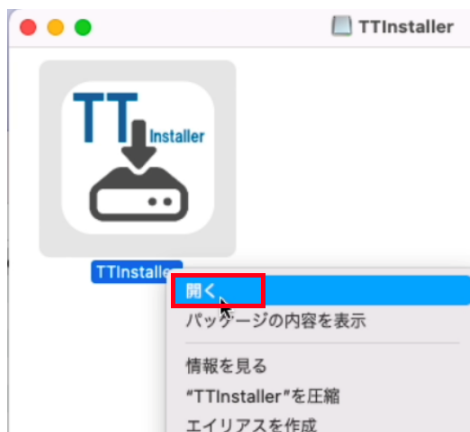 TTInstaller
TT
Installer
TTInstaller
開く
パッケージの内容を表示
情報を見る
“TTInstaller”を圧縮
エイリアスを作成